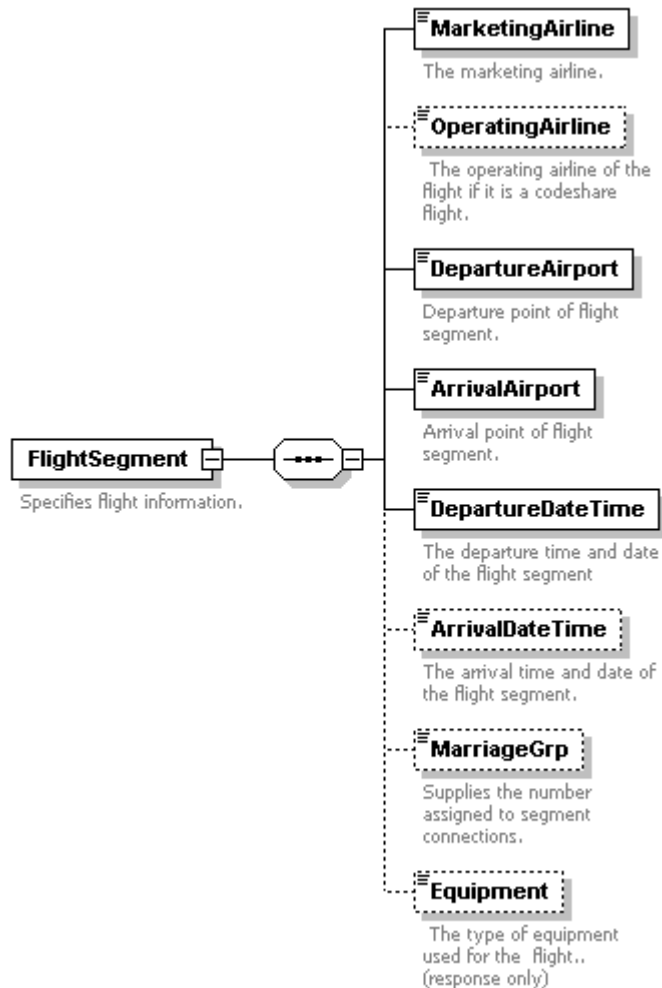 MarketingAirline
The marketing airline.
OperatingAirline
The operating airline of the
flight if it is a codeshare
flight.
DepartureAirport
Departure point of flight
segment.
ArrivalAirport
Arrival point of flight
segment.
FlightSegment
Specifies flight information.
DepartureDateTime
The departure time and date
of the flight segment
ArrivalDateTime
The arrival time and date of
the flight segment.
MarriageGrp
Supplies the number
assigned to segment
connections.
Equipment
The type of equipment
used for the  flight..
(response only)